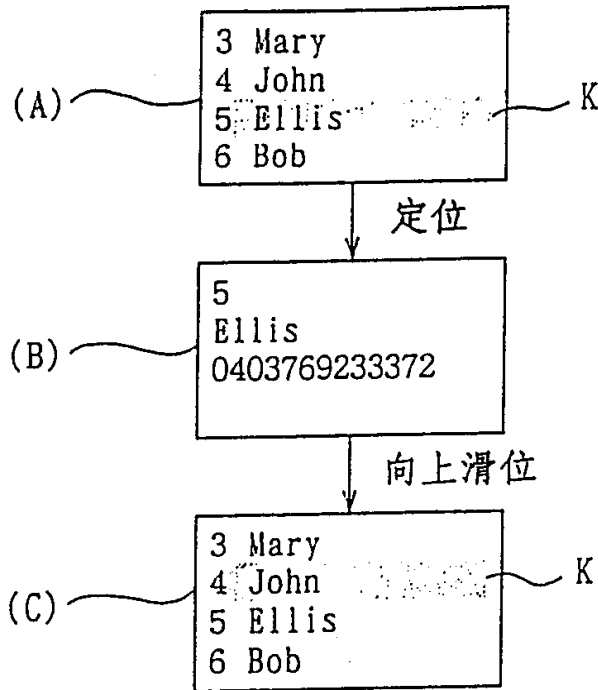 3 Mary
4 John
(A)
K
5 Ellis
6 Bob
定位
5
Ellis
(B)
0403769233372
向上滑位
3 Mary
4 John
K
(C)
5 Ellis
6 Bob